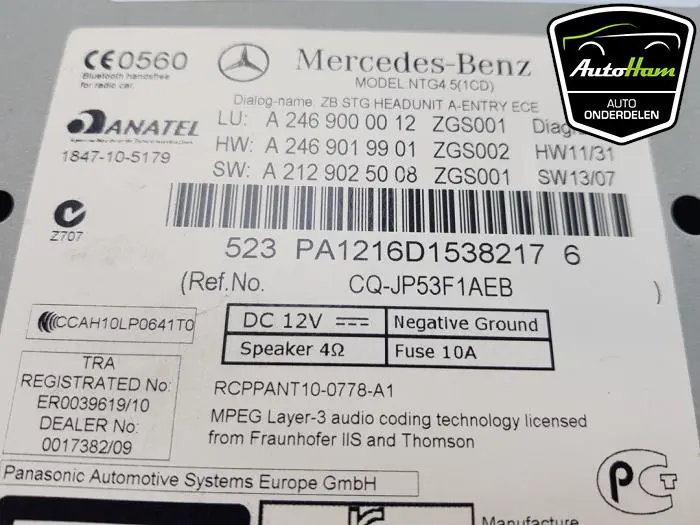 CE0560
Bluetooth handsfree
for radio car
Mercedes-Benz
MODEL:NTG4.5(1CD)
Dialog-name: ZB STG HEADUNIT A-ENTRY ECE
LU: A 246 900 00 12 ZGS001
HW: A 246 901 99 01 ZGS002 HW11/31
SW: A 212 902 50 08 ZGS001 SW13/07
ANATEL
1847-10-5179
Z707
523 PA1216D1538217 6
(Ref.No. CQ-JP53F1AEB )
CCAH10LP0641T0
DC 12V Negative Ground
Speaker 4Ω Fuse 10A
TRA
REGISTRATED No:
ER0039619/10
DEALER No:
0017382/09
RCPPANT10-0778-A1
MPEG Layer-3 audio coding technology licensed
from Fraunhofer IIS and Thomson
Panasonic Automotive Systems Europe GmbH
Manufacture
AutoHam
AUTO
ONDERDELEN